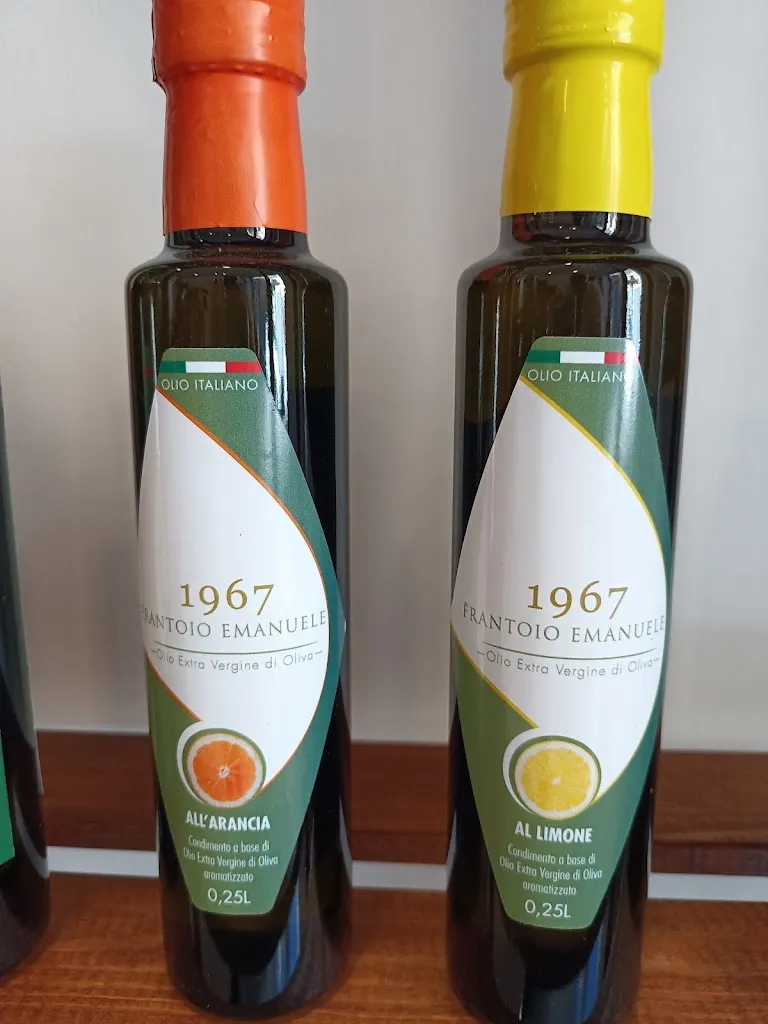 OLIO ITALIANO
1967
FRANTOIO EMANUELE
Olio Extra Vergine di Oliva
ALL'ARANCIA
Condimento a base di
Olio Extra Vergine di Oliva
aromatizzato
0,25L
OLIO ITALIANO
1967
FRANTOIO EMANUELE
Olio Extra Vergine di Oliva
AL LIMONE
Condimento a base di
Olio Extra Vergine di Oliva
aromatizzato
0,25L